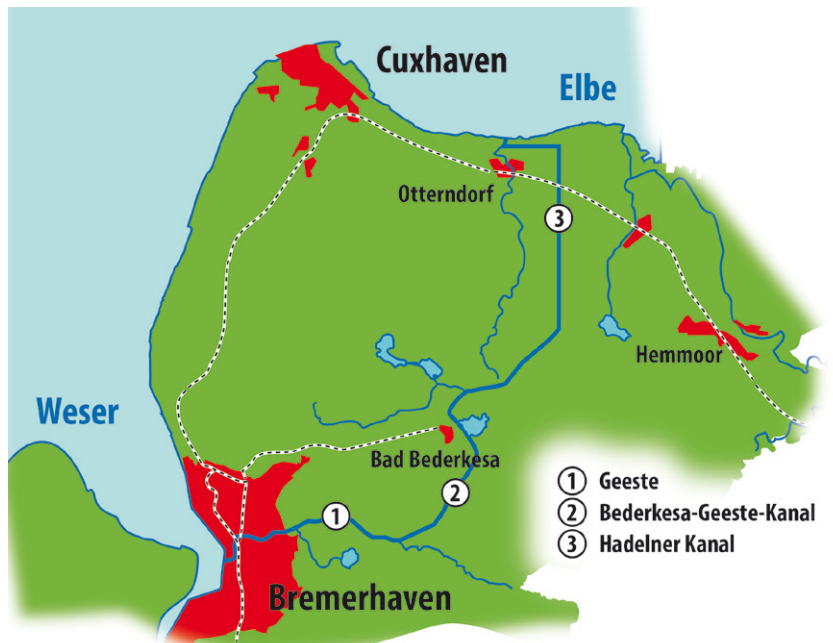 Cuxhaven
Elbe
Otterndorf
3
Hemmoor
Weser
Bad Bederkesa
2
1
Bremerhaven
1 Geeste
2 Bederkesa-Geeste-Kanal
3 Hadelner Kanal